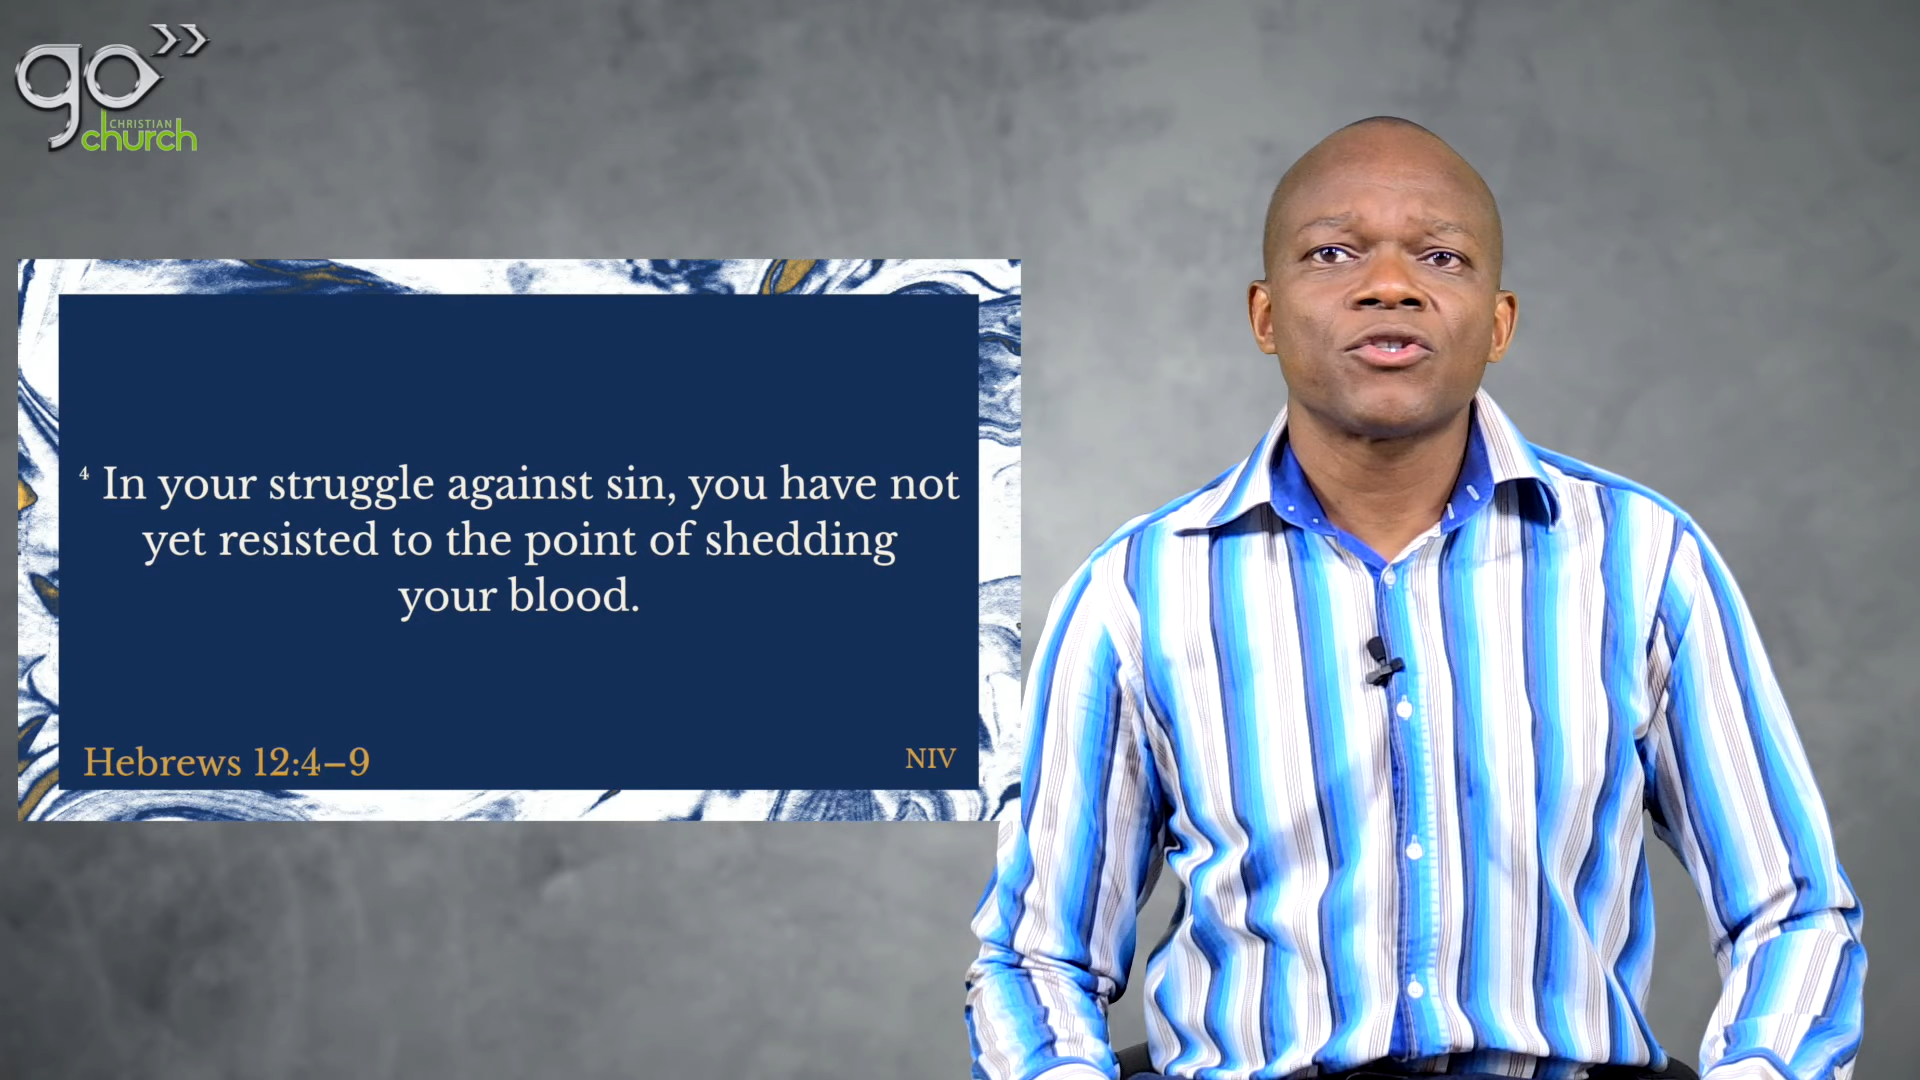 go
CHRISTIAN
church
4 In your struggle against sin, you have not
yet resisted to the point of shedding
your blood.
Hebrews 12:4–9
NIV